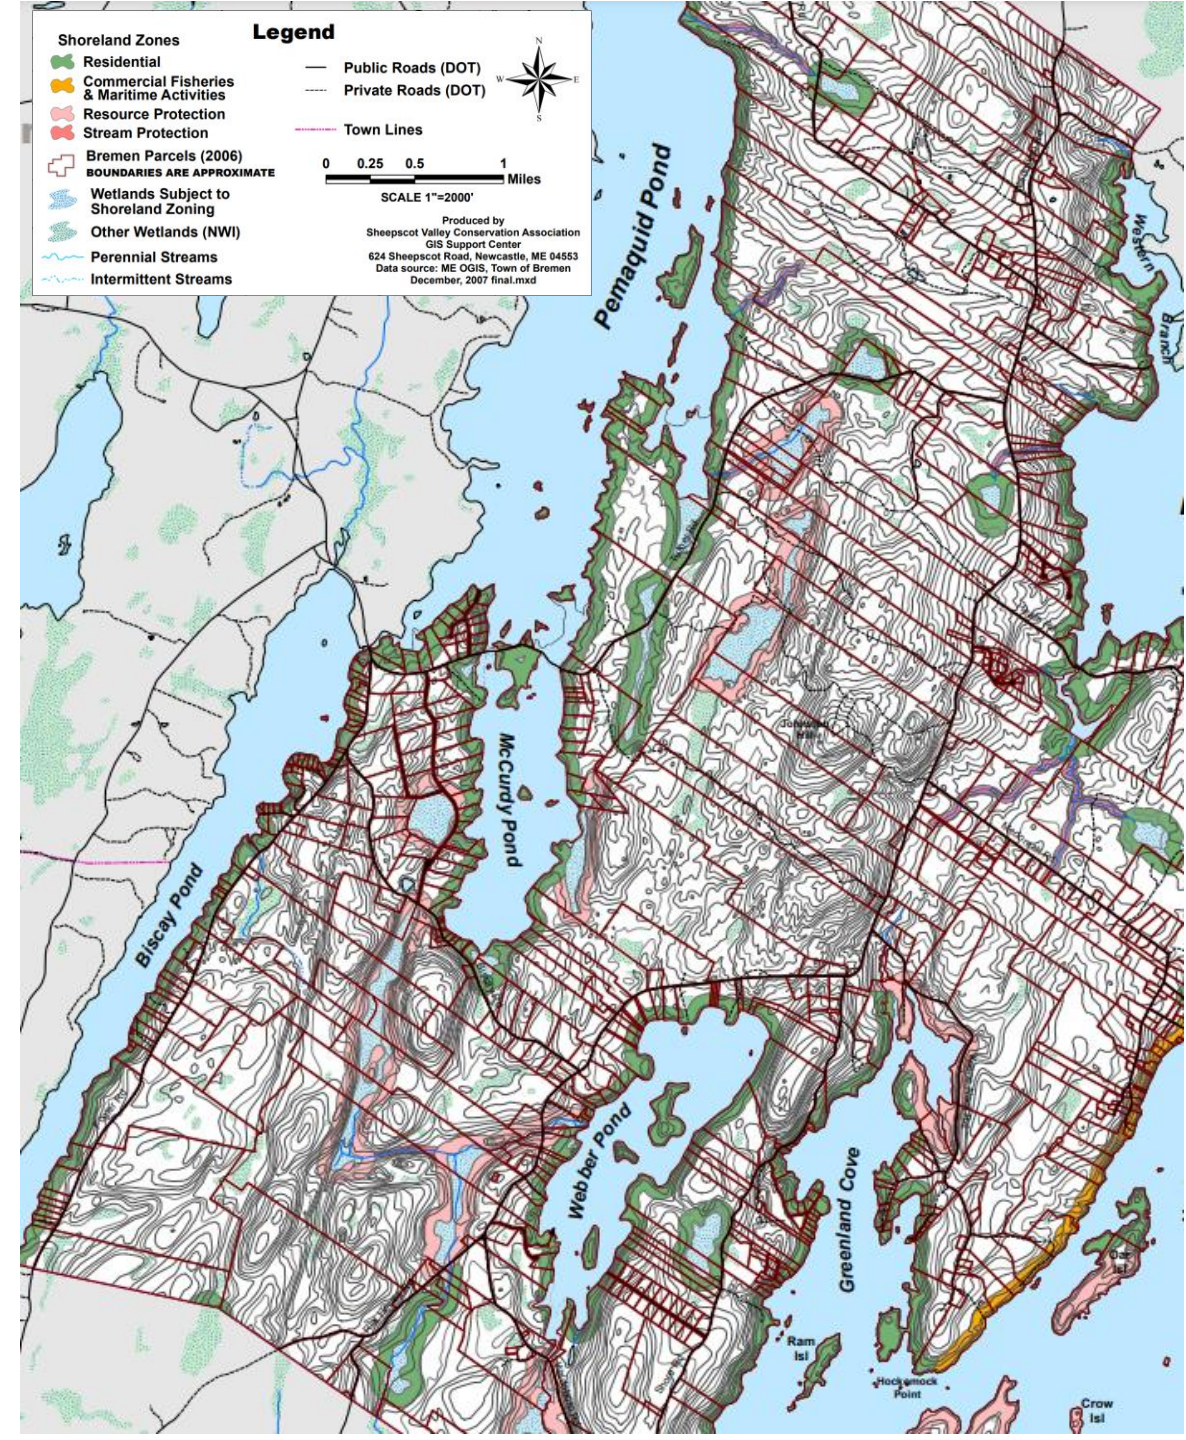 Legend
Shoreland Zones
Residential
Commercial Fisheries
& Maritime Activities
Resource Protection
Stream Protection
Bremen Parcels (2006)
BOUNDARIES ARE APPROXIMATE
Wetlands Subject to
Shoreland Zoning
Other Wetlands (NWI)
Perennial Streams
Intermittent Streams
Public Roads (DOT)
Private Roads (DOT)
Town Lines
N
W
E
S
0 0.25 0.5 1
Miles
SCALE 1"=2000'
Produced by
Sheepscot Valley Conservation Association
GIS Support Center
624 Sheepscot Road, Newcastle, ME 04553
Data source: ME OGIS, Town of Bremen
December, 2007 final.mxd
Pemaquid Pond
Western
Branch
McCurdy Pond
Biscay Pond
Webber Pond
Greenland Cove
Oar
Isl
Ram
Isl
Hockomock
Point
Crow
Isl